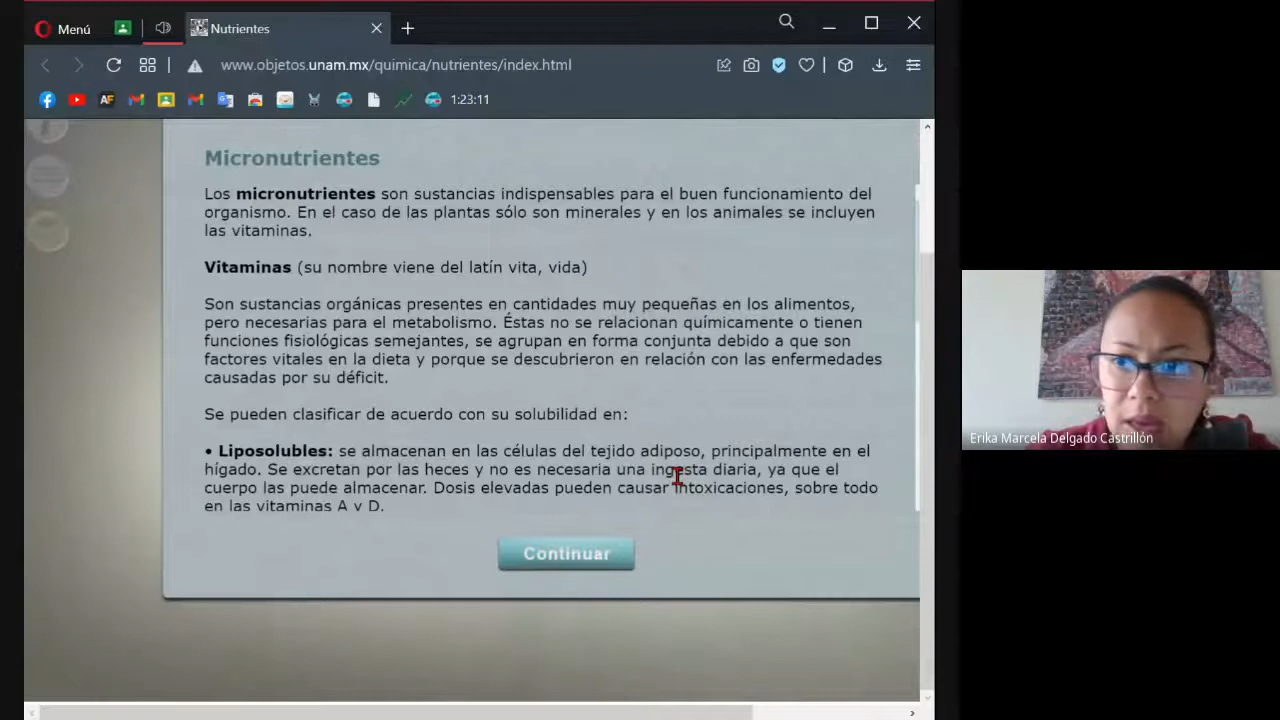 Menú
Nutrientes
www.objetos.unam.mx/quimica/nutrientes/index.html
AF
1:23:11
Micronutrientes
Los micronutrientes son sustancias indispensables para el buen funcionamiento del
organismo. En el caso de las plantas sólo son minerales y en los animales se incluyen
las vitaminas.
Vitaminas (su nombre viene del latín vita, vida)
Son sustancias orgánicas presentes en cantidades muy pequeñas en los alimentos,
pero necesarias para el metabolismo. Éstas no se relacionan químicamente o tienen
funciones fisiológicas semejantes, se agrupan en forma conjunta debido a que son
factores vitales en la dieta y porque se descubrieron en relación con las enfermedades
causadas por su déficit.
Se pueden clasificar de acuerdo con su solubilidad en:
• Liposolubles: se almacenan en las células del tejido adiposo, principalmente en el
hígado. Se excretan por las heces y no es necesaria una ingesta diaria, ya que el
cuerpo las puede almacenar. Dosis elevadas pueden causar intoxicaciones, sobre todo
en las vitaminas A y D.
Continuar
Erika Marcela Delgado Castrillón